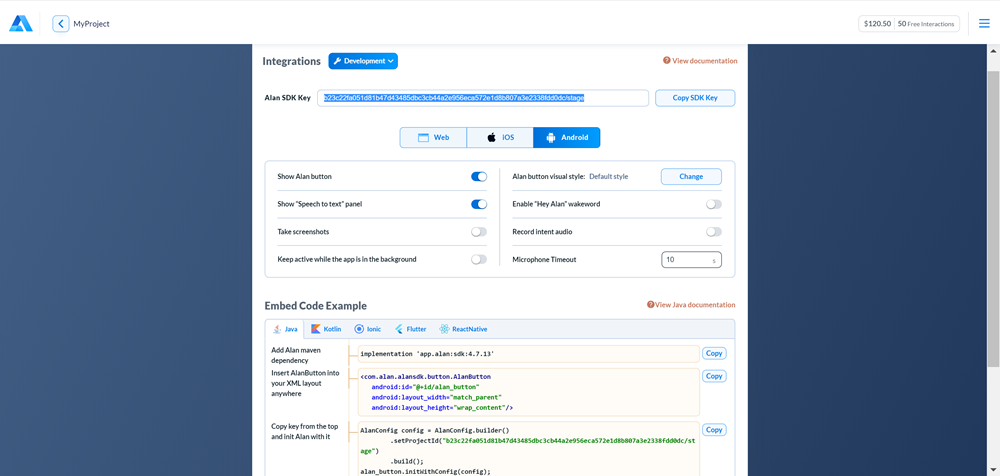 MyProject
$120.50 50 Free Interactions
Integrations Development View documentation
Alan SDK Key b23c22fa051d81b47d43485dbc3cb44a2e956eca572e1d8b807a3e2338fdd0dc/stage Copy SDK Key
Web iOS Android
Show Alan button
Show "Speech to text" panel
Take screenshots
Keep active while the app is in the background
Alan button visual style: Default style Change
Enable "Hey Alan" wakeword
Record intent audio
Microphone Timeout 10 s
Embed Code Example View Java documentation
Java Kotlin Ionic Flutter ReactNative
Add Alan maven
dependency
implementation 'app.alan:sdk:4.7.13' Copy
Insert AlanButton into
your XML layout
anywhere
<com.alan.alansdk.button.AlanButton Copy
android:id="@+id/alan_button"
android:layout_width="match_parent"
android:layout_height="wrap_content"/>
Copy key from the top
and init Alan with it
AlanConfig config = AlanConfig.builder() Copy
.setProjectId("b23c22fa051d81b47d43485dbc3cb44a2e956eca572e1d8b807a3e2338fdd0dc/st
age")
.build();
alan_button.initWithConfig(config);